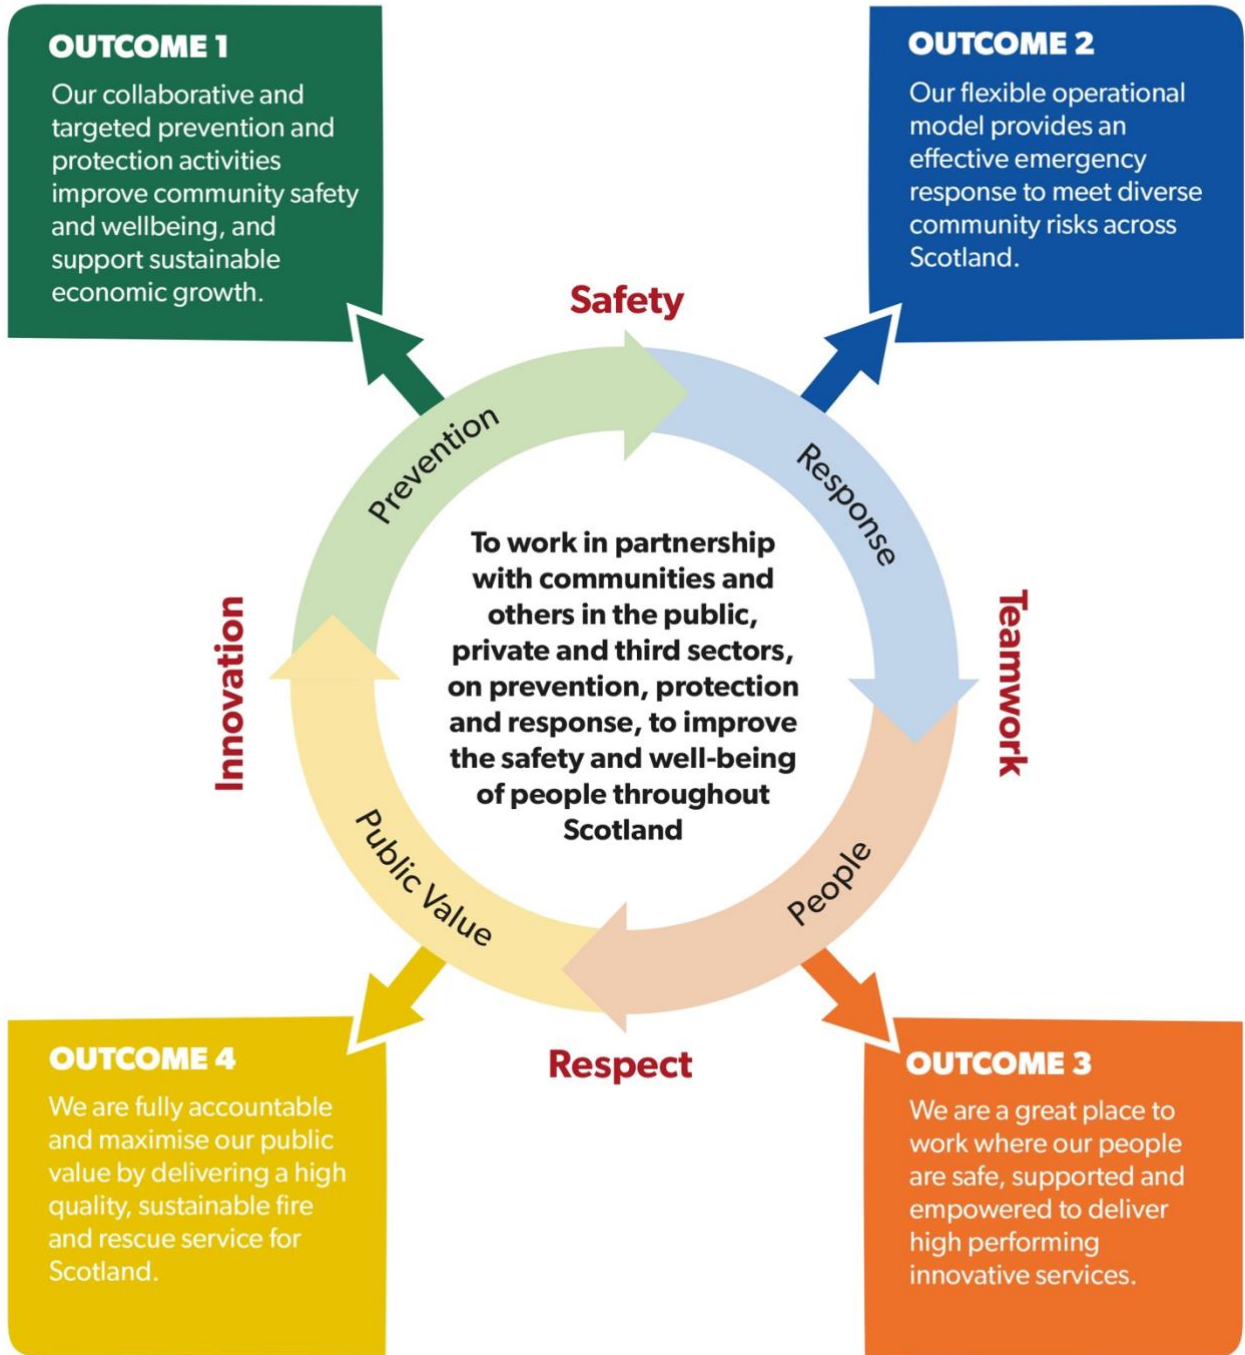 OUTCOME 1
Our collaborative and
targeted prevention and
protection activities
improve community safety
and wellbeing, and
support sustainable
economic growth.
OUTCOME 2
Our flexible operational
model provides an
effective emergency
response to meet diverse
community risks across
Scotland.
Safety
Prevention
Response
Innovation
To work in partnership
with communities and
others in the public,
private and third sectors,
on prevention, protection
and response, to improve
the safety and well-being
of people throughout
Scotland
Teamwork
Public Value
People
Respect
OUTCOME 4
We are fully accountable
and maximise our public
value by delivering a high
quality, sustainable fire
and rescue service for
Scotland.
OUTCOME 3
We are a great place to
work where our people
are safe, supported and
empowered to deliver
high performing
innovative services.